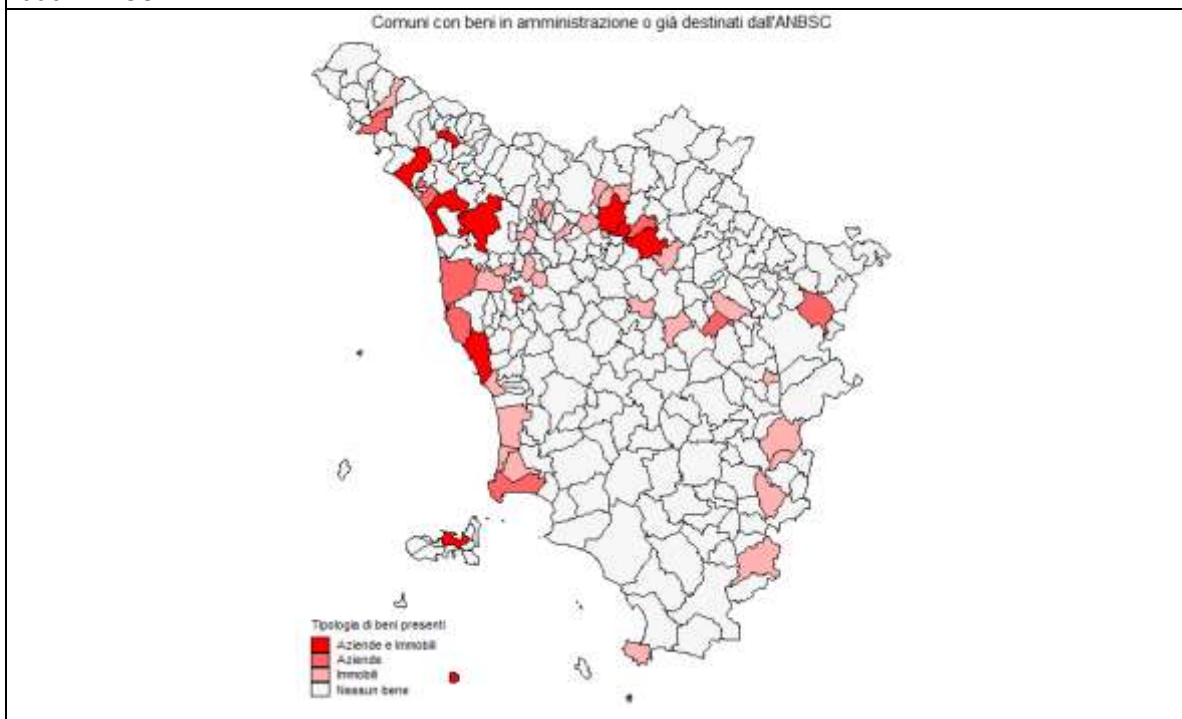 Comuni con beni in amministrazione o già destinati dall'ANBSC
Tipologia di beni presenti
Aziende e Immobili
Aziende
Immobili
Nessun bene